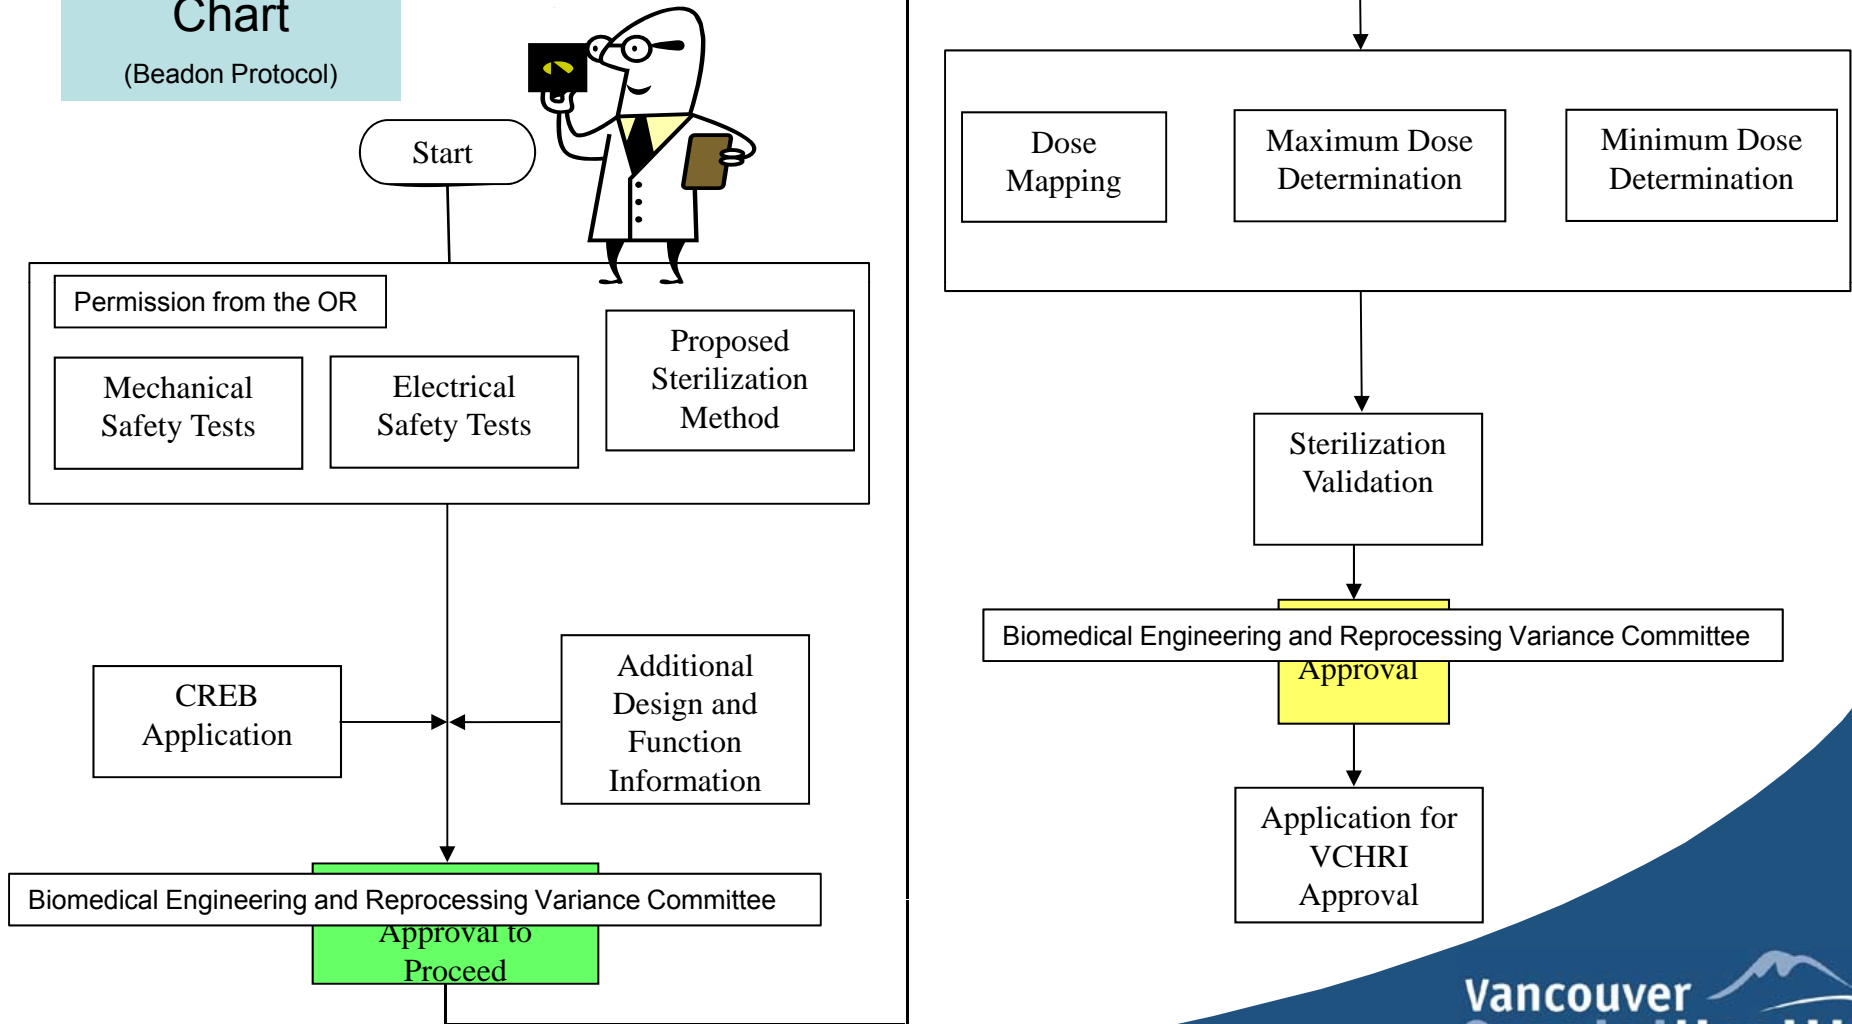 Chart
(Beadon Protocol)
Start
Permission from the OR
Mechanical
Safety Tests
Electrical
Safety Tests
Proposed
Sterilization
Method
CREB
Application
Additional
Design and
Function
Information
Biomedical Engineering and Reprocessing Variance Committee
Approval to
Proceed
Dose
Mapping
Maximum Dose
Determination
Minimum Dose
Determination
Sterilization
Validation
Biomedical Engineering and Reprocessing Variance Committee
Approval
Application for
VCHRI
Approval
Vancouver